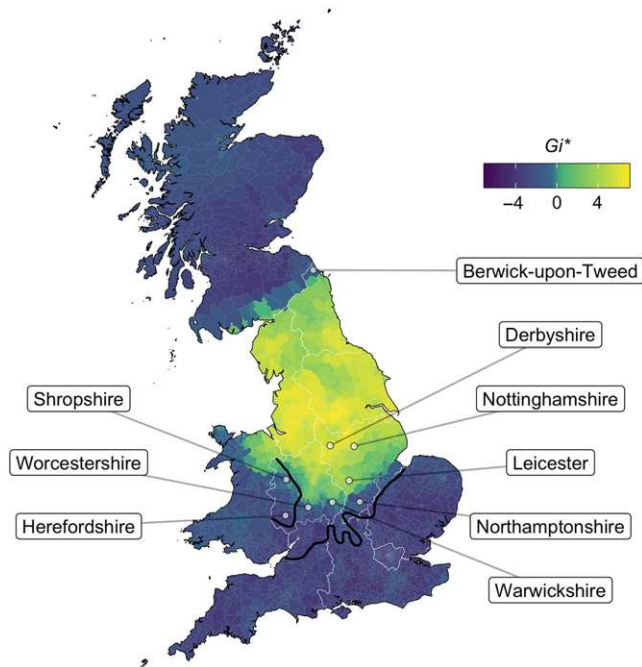 Gi*
−4 0 4
Berwick-upon-Tweed
Derbyshire
Shropshire
Nottinghamshire
Worcestershire
Leicester
Herefordshire
Northamptonshire
Warwickshire